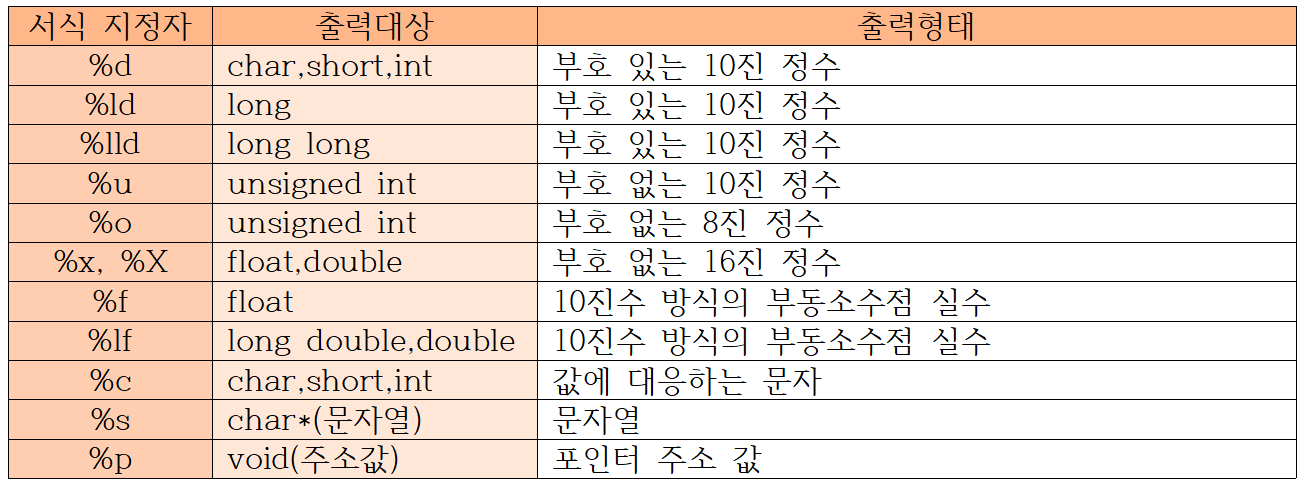 서식 지정자 출력대상 출력형태
%d char,short,int 부호 있는 10진 정수
%ld long 부호 있는 10진 정수
%lld long long 부호 있는 10진 정수
%u unsigned int 부호 없는 10진 정수
%o unsigned int 부호 없는 8진 정수
%x, %X float,double 부호 없는 16진 정수
%f float 10진수 방식의 부동소수점 실수
%lf long double,double 10진수 방식의 부동소수점 실수
%c char,short,int 값에 대응하는 문자
%s char*(문자열) 문자열
%p void(주소값) 포인터 주소 값